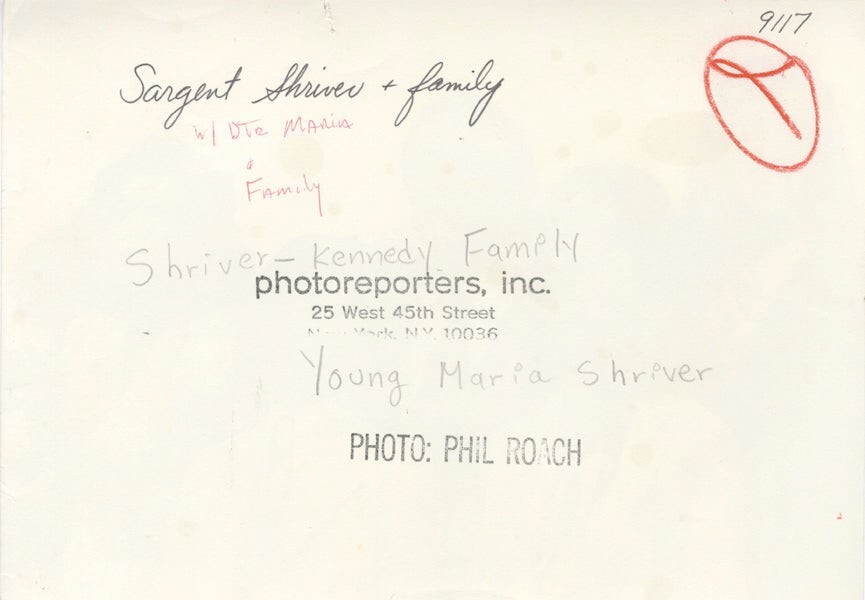 9117
Sargent Shriver + family
w/ Dtr Maria
&
Family
Shriver - Kennedy Family
photoreporters, inc.
25 West 45th Street
New York, N.Y. 10036
Young Maria Shriver
PHOTO: PHIL ROACH